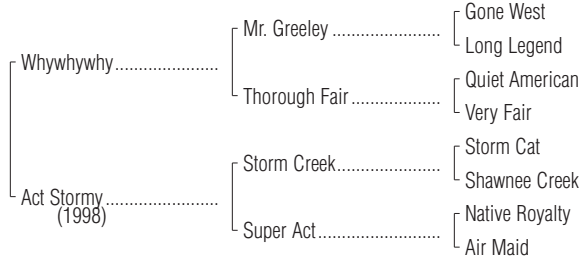 Gone West
Mr. Greeley ....................
Long Legend
Whywhywhy....................
Quiet American
Thorough Fair....................
Very Fair
Storm Cat
Storm Creek....................
Shawnee Creek
Act Stormy ....................
(1998)
Native Royalty
Super Act....................
Air Maid